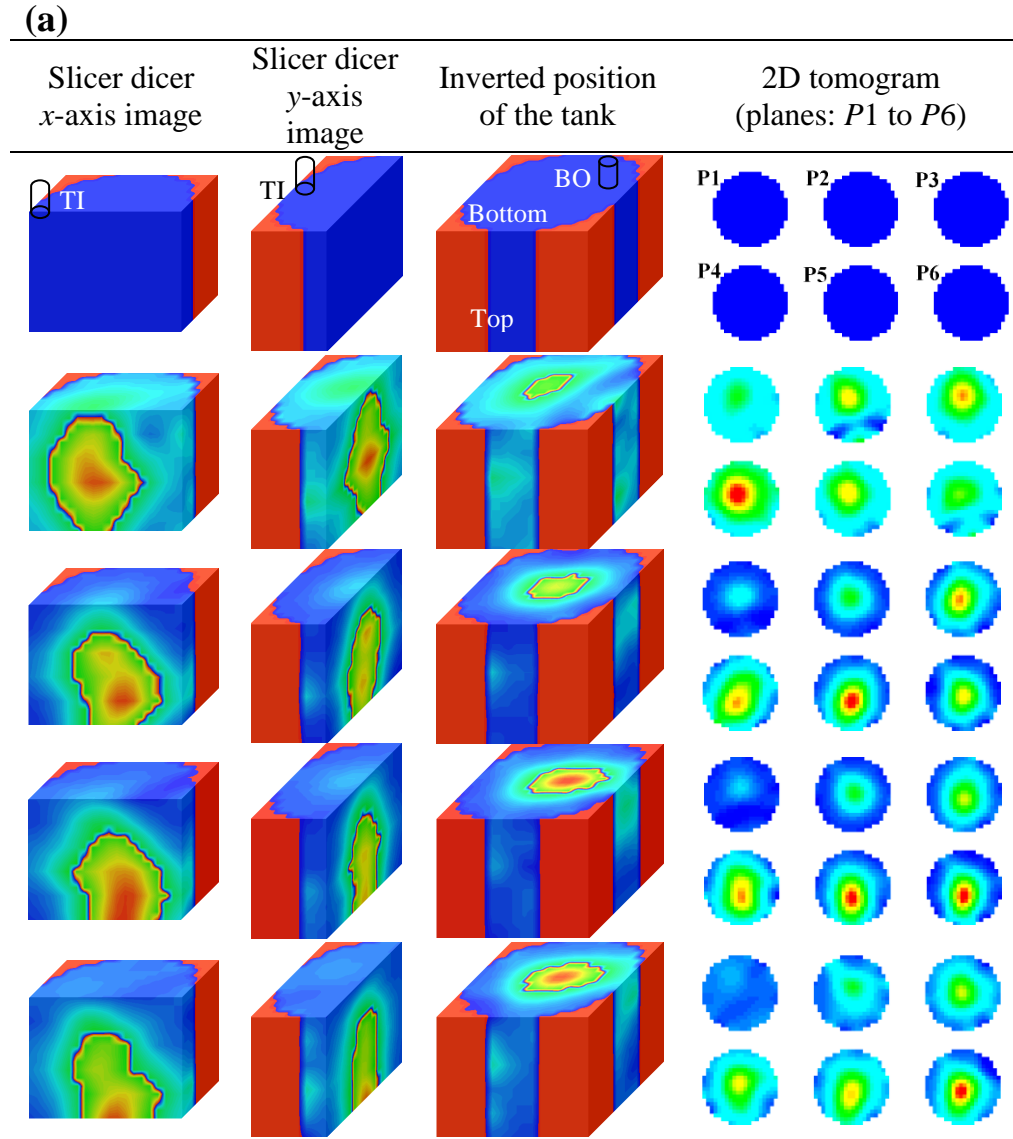 (a)
Slicer dicer
x-axis image
Slicer dicer
y-axis
image
Inverted position
of the tank
2D tomogram
(planes: P1 to P6)
TI
TI
BO
Bottom
Top
P1
P2
P3
P4
P5
P6